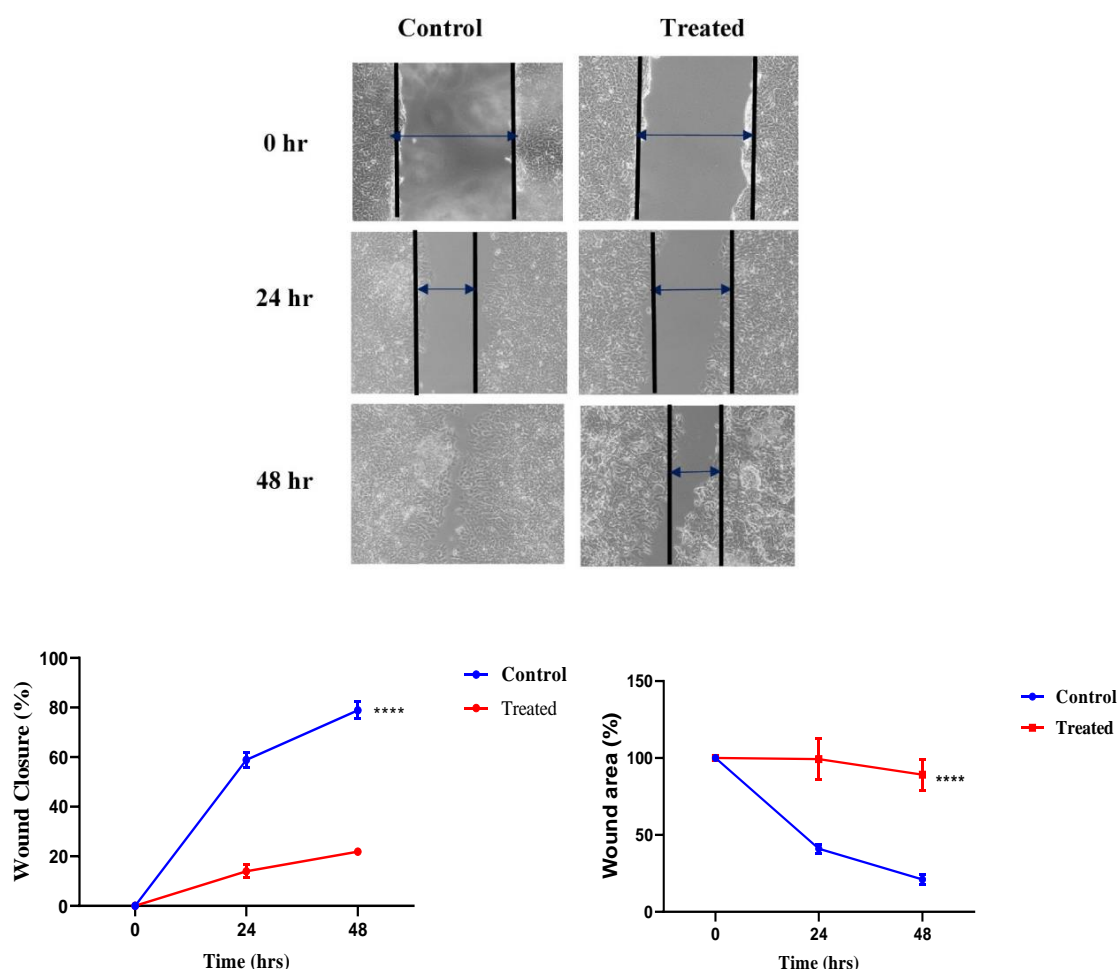 Control Treated
0 hr
24 hr
48 hr
100
80
60
40
20
0
Wound Closure (%)
0 24 48
Time (hrs)
Control
Treated
****
150
100
50
0
Wound area (%)
0 24 48
Time (hrs)
Control
Treated
****